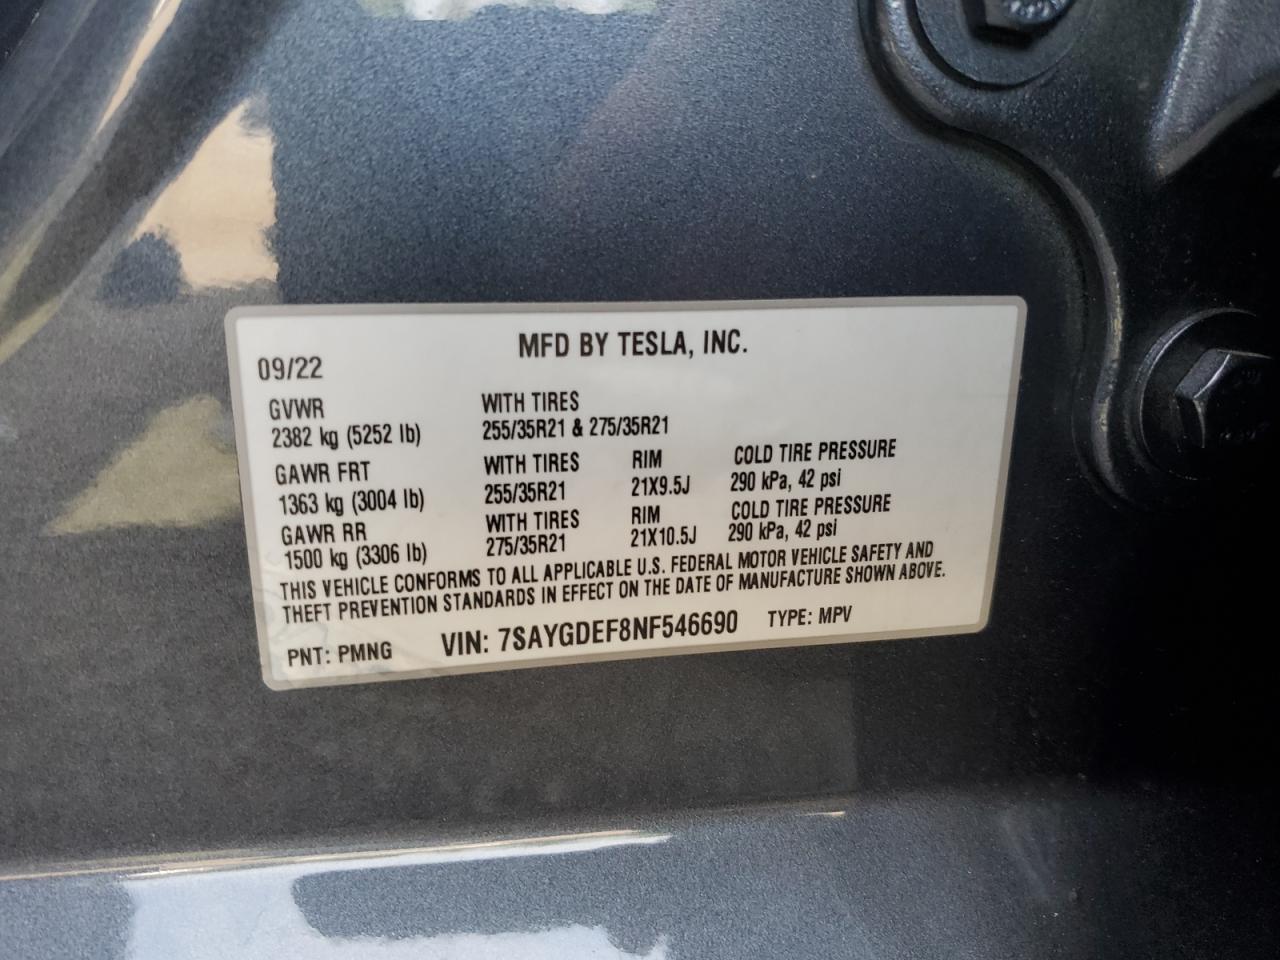 MFD BY TESLA, INC.
09/22
GVWR WITH TIRES
2382 kg (5252 lb) 255/35R21 & 275/35R21
GAWR FRT WITH TIRES RIM COLD TIRE PRESSURE
1363 kg (3004 lb) 255/35R21 21X9.5J 290 kPa, 42 psi
GAWR RR WITH TIRES RIM COLD TIRE PRESSURE
1500 kg (3306 lb) 275/35R21 21X10.5J 290 kPa, 42 psi
THIS VEHICLE CONFORMS TO ALL APPLICABLE U.S. FEDERAL MOTOR VEHICLE SAFETY AND
THEFT PREVENTION STANDARDS IN EFFECT ON THE DATE OF MANUFACTURE SHOWN ABOVE.
PNT: PMNG VIN: 7SAYGDEF8NF546690 TYPE: MPV